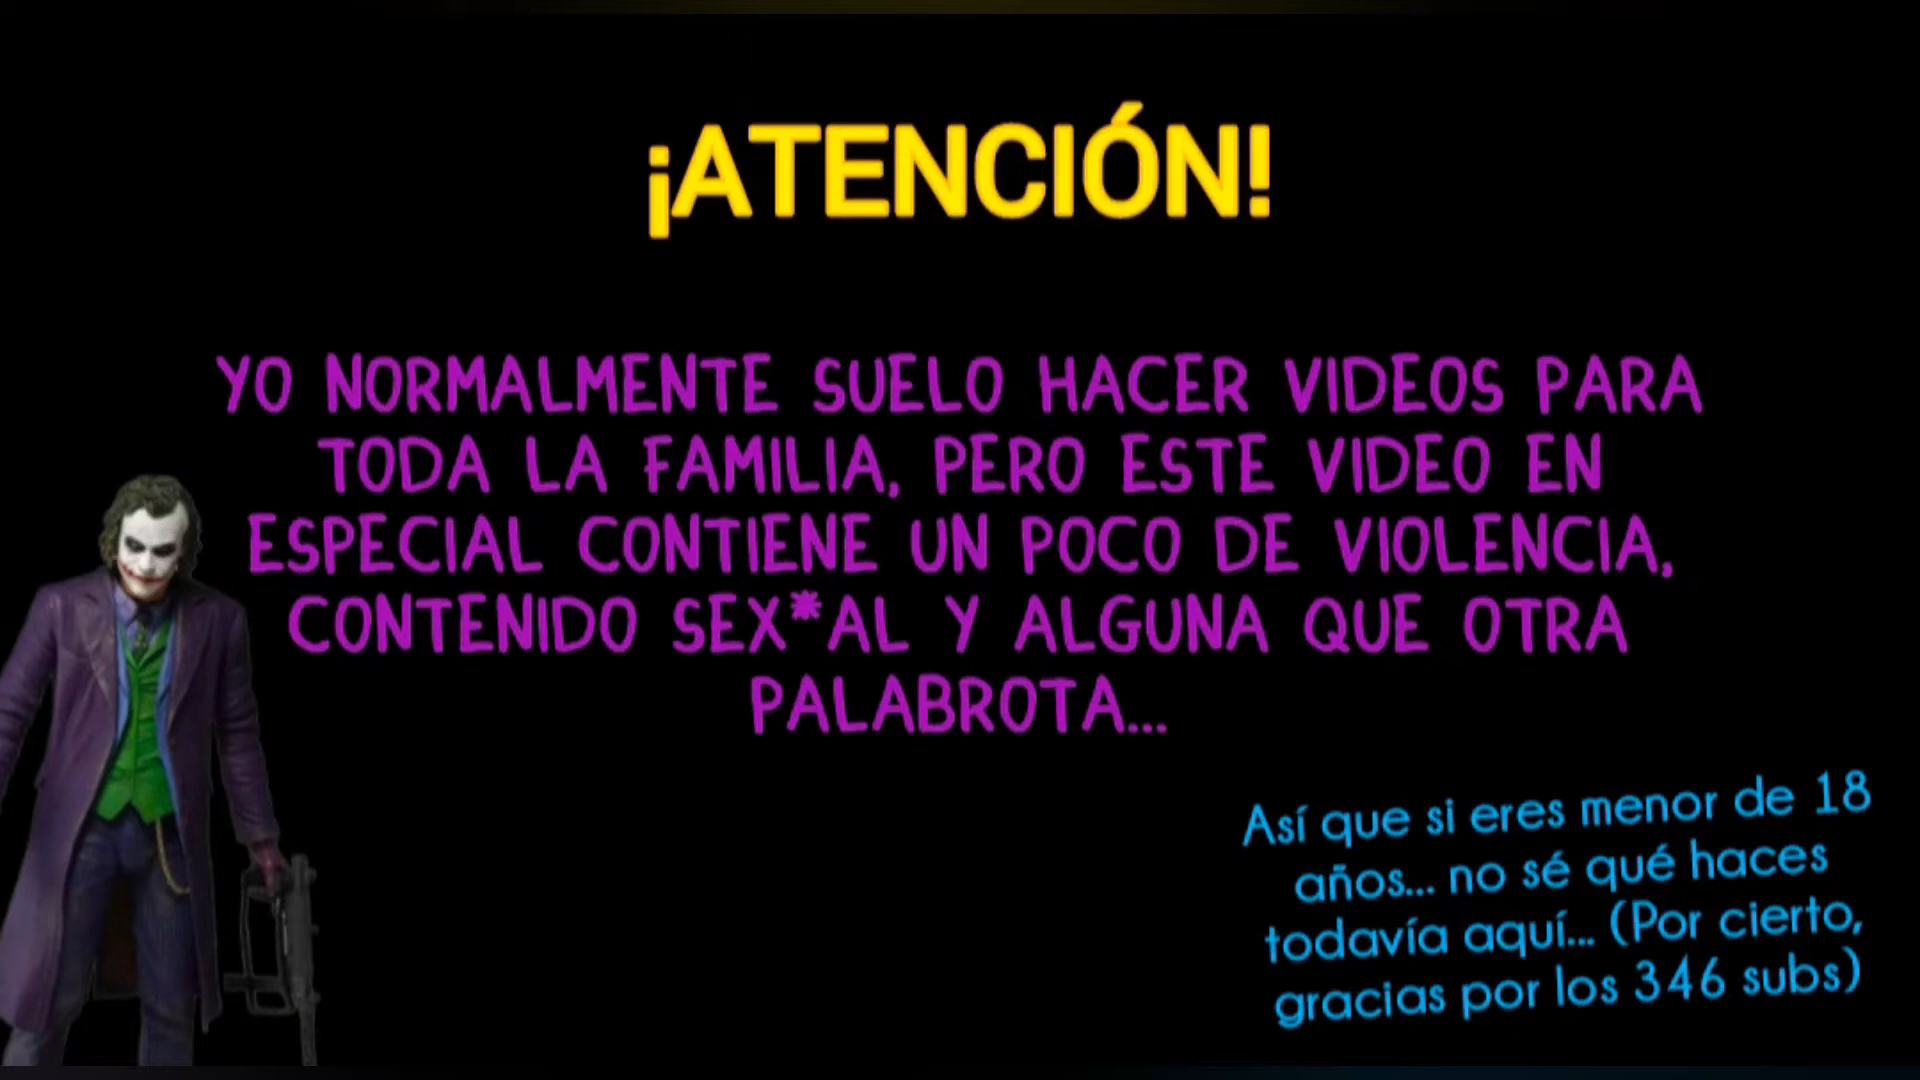 ¡ATENCIÓN!
YO NORMALMENTE SUELO HACER VIDEOS PARA
TODA LA FAMILIA, PERO ESTE VIDEO EN
ESPECIAL CONTIENE UN POCO DE VIOLENCIA,
CONTENIDO SEX*AL Y ALGUNA QUE OTRA
PALABROTA...
Así que si eres menor de 18
años... no sé qué haces
todavía aquí... (Por cierto,
gracias por los 346 subs)